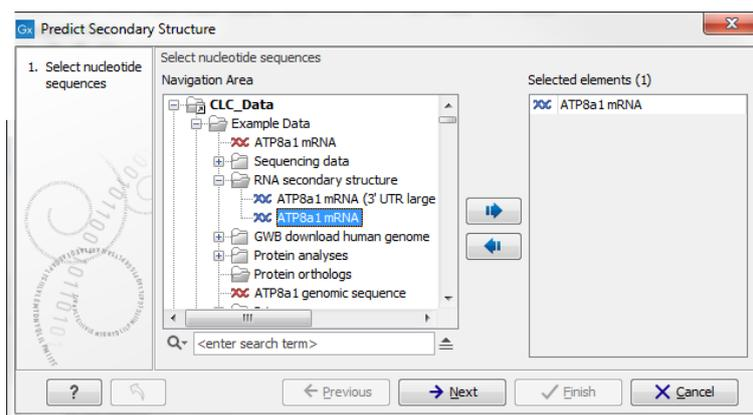 Gx Predict Secondary Structure
1. Select nucleotide
sequences
Select nucleotide sequences
Navigation Area
CLC_Data
Example Data
ATP8a1 mRNA
Sequencing data
RNA secondary structure
ATP8a1 mRNA (3' UTR large
ATP8a1 mRNA
GWB download human genome
Protein analyses
Protein orthologs
ATP8a1 genomic sequence
<enter search term>
Selected elements (1)
ATP8a1 mRNA
? Previous Next Finish Cancel